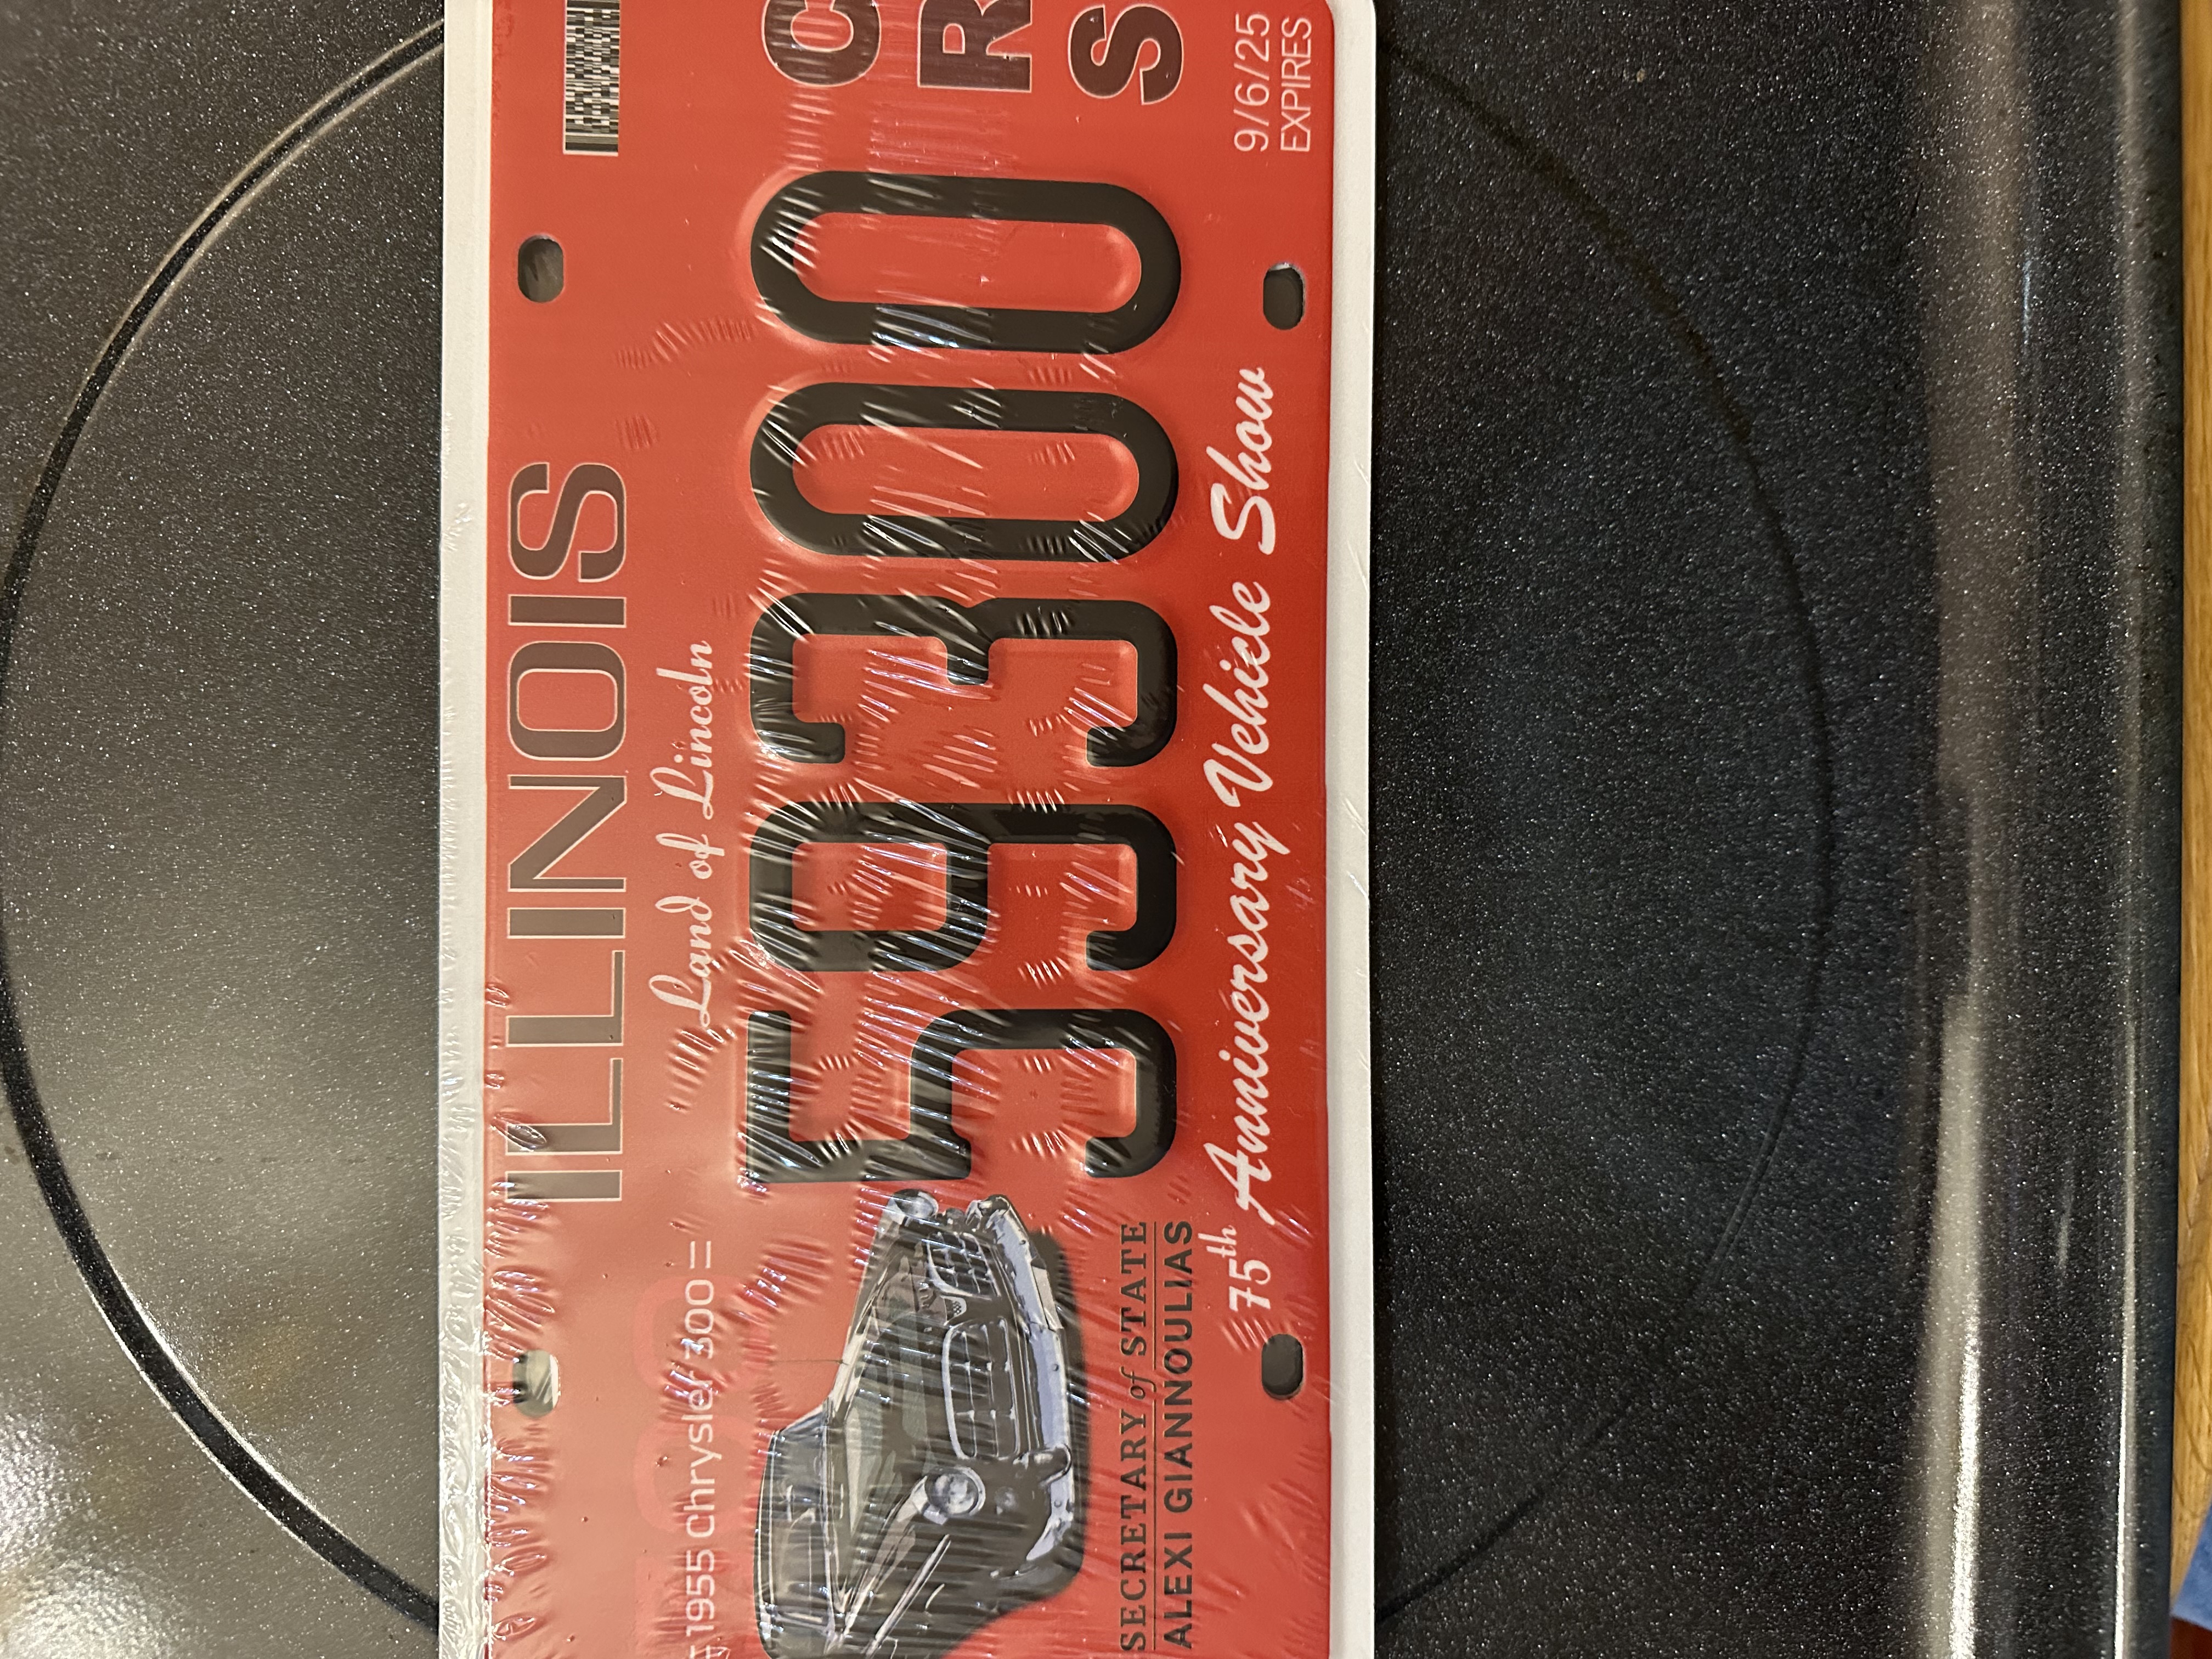 ILLINOIS
Land of Lincoln
1955 Chrysler 300
59300
C
R
S
SECRETARY of STATE
ALEXI GIANNOULIAS
75th Anniversary Vehicle Show
EXPIRES
9/6/25